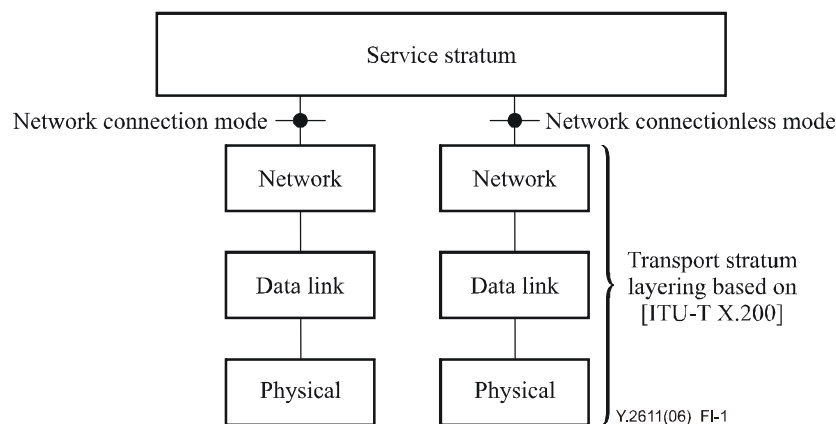 Service stratum
Network connection mode
Network connectionless mode
Network
Network
Data link
Data link
Transport stratum
layering based on
[ITU-T X.200]
Physical
Physical
Y.2611(06)_FI-1